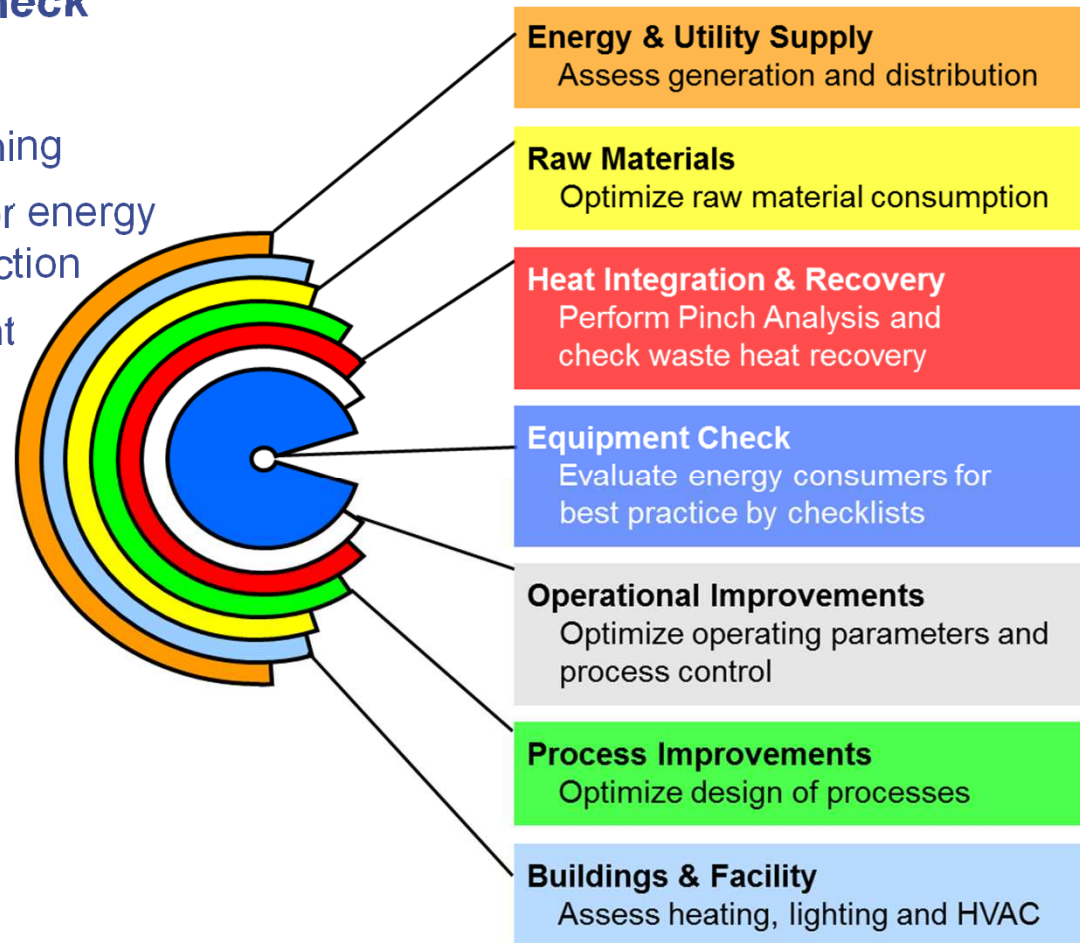 Energy & Utility Supply
Assess generation and distribution
Raw Materials
Optimize raw material consumption
energy
Heat Integration & Recovery
Perform Pinch Analysis and
check waste heat recovery
Equipment Check
Evaluate energy consumers for
best practice by checklists
Operational Improvements
Optimize operating parameters and
process control
Process Improvements
Optimize design of processes
Buildings & Facility
Assess heating, lighting and HVAC